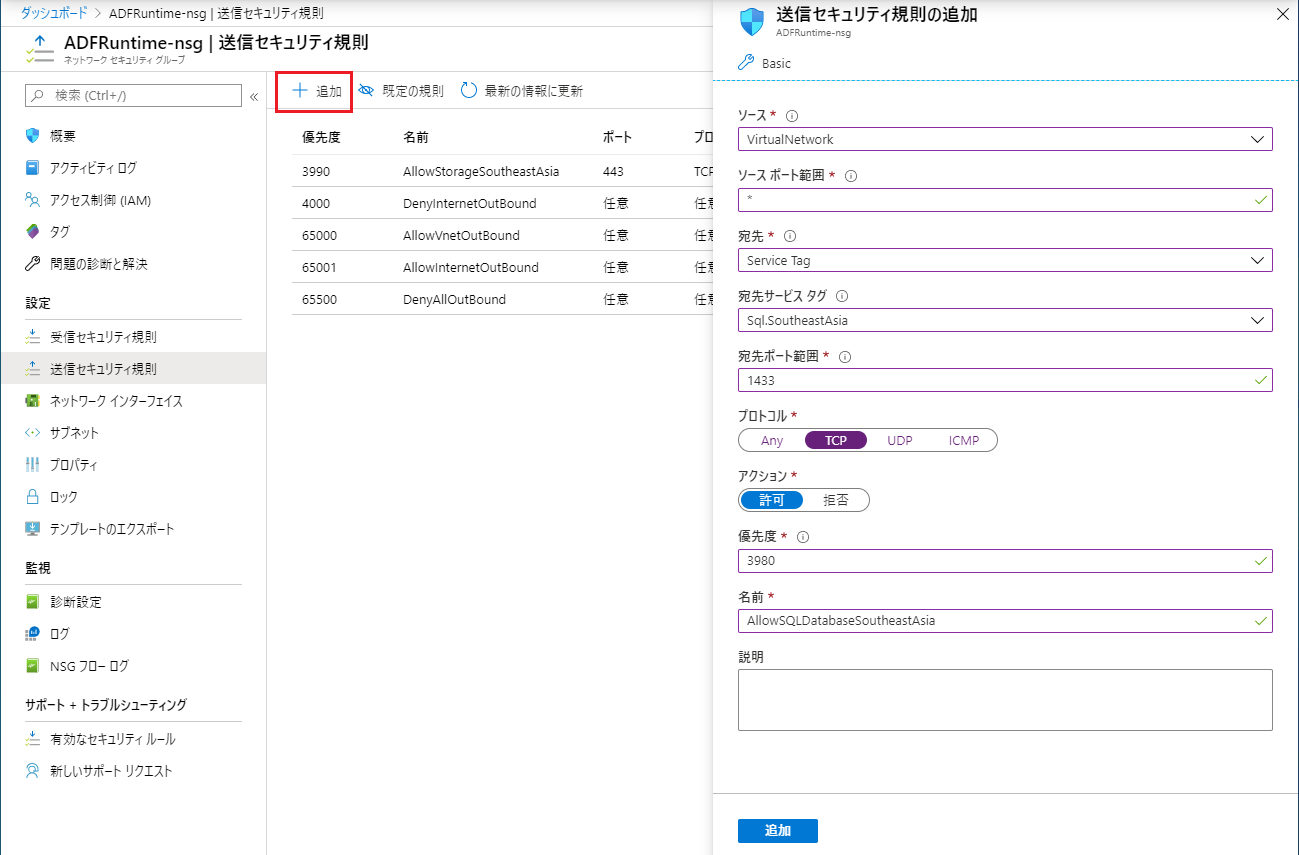 ダッシュボード > ADFRuntime-nsg | 送信セキュリティ規則
ADFRuntime-nsg | 送信セキュリティ規則
ネットワーク セキュリティ グループ
検索 (Ctrl+/)
«
概要
アクティビティ ログ
アクセス制御 (IAM)
タグ
問題の診断と解決
設定
受信セキュリティ規則
送信セキュリティ規則
ネットワーク インターフェイス
サブネット
プロパティ
ロック
テンプレートのエクスポート
監視
診断設定
ログ
NSG フロー ログ
サポート + トラブルシューティング
有効なセキュリティ ルール
新しいサポート リクエスト
追加 既定の規則 最新の情報に更新
優先度 名前 ポート プロ
3990 AllowStorageSoutheastAsia 443 TCP
4000 DenyInternetOutBound 任意 任意
65000 AllowVnetOutBound 任意 任意
65001 AllowInternetOutBound 任意 任意
65500 DenyAllOutBound 任意 任意
送信セキュリティ規則の追加
ADFRuntime-nsg
Basic
ソース *
VirtualNetwork
ソース ポート範囲 *
*
宛先 *
Service Tag
宛先サービス タグ
Sql.SoutheastAsia
宛先ポート範囲 *
1433
プロトコル *
Any TCP UDP ICMP
アクション *
許可 拒否
優先度 *
3980
名前 *
AllowSQLDatabaseSoutheastAsia
説明
追加